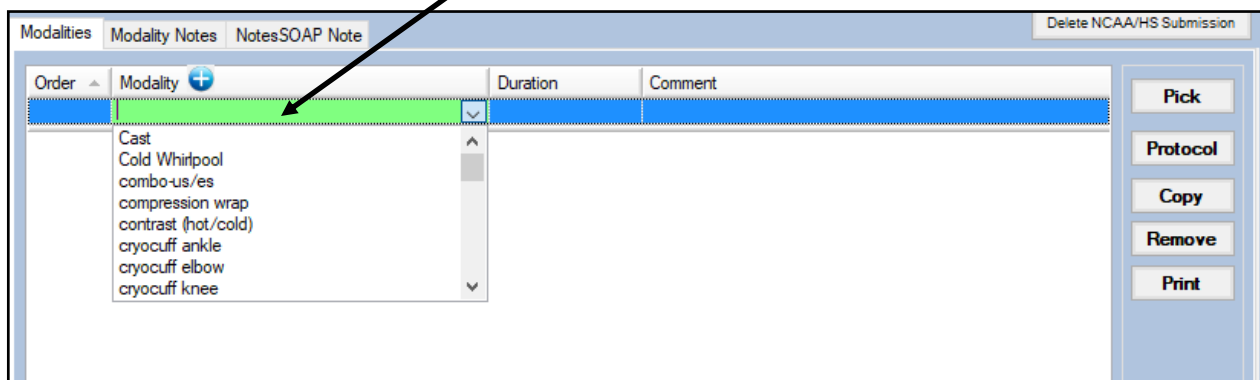 Modalities Modality Notes NotesSOAP Note Delete NCAA/HS Submission
Order Modality Duration Comment
Pick
Cast
Cold Whirlpool
combo-us/es
compression wrap
contrast (hot/cold)
cryocuff ankle
cryocuff elbow
cryocuff knee
Protocol
Copy
Remove
Print